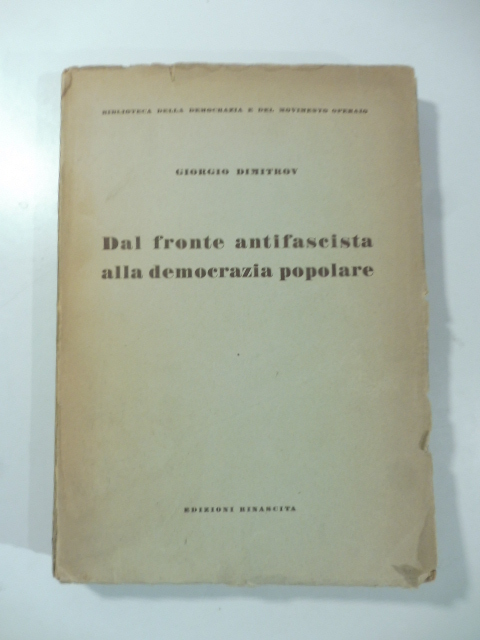 BIBLIOTECA DELLA DEMOCRAZIA E DEL MOVIMENTO OPERAIO
GIORGIO DIMITROV
Dal fronte antifascista
alla democrazia popolare
EDIZIONI RINASCITA